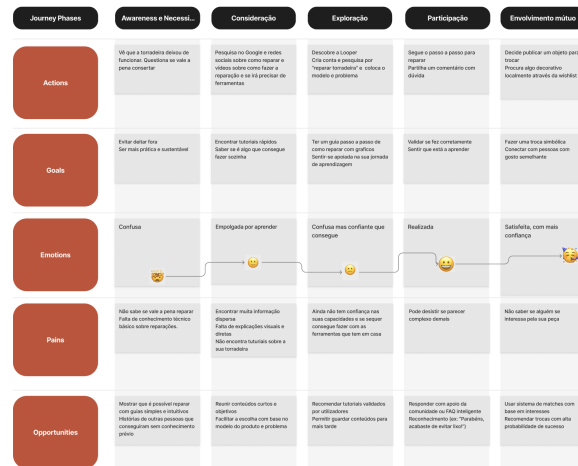 Journey Phases
Awareness e Necessi...
Consideração
Exploração
Participação
Envolvimento mútuo
Actions
Vê que a torradeira deixou de
funcionar. Questiona se vale a
pena consertar
Pesquisa no Google e redes
sociais sobre como reparar e
vídeos sobre como fazer a
reparação e se irá precisar de
ferramentas
Descobre a Looper
Cria conta e pesquisa por
"reparar torradeira" e coloca o
modelo e problema
Segue o passo a passo para
reparar
Partilha um comentário com
dúvida
Decide publicar um objeto para
trocar
Procura algo decorativo
localmente através da wishlist
Goals
Evitar deitar fora
Ser mais prática e sustentável
Encontrar tutoriais rápidos
Saber se é algo que consegue
fazer sozinha
Ter um guia passo a passo de
como reparar com graficos
Sentir-se apoiada na sua jornada
de aprendizagem
Validar se fez corretamente
Sentir que está a aprender
Fazer uma troca simbólica
Conectar com pessoas com
gosto semelhante
Emotions
Confusa
Empolgada por aprender
Confusa mas confiante que
consegue
Realizada
Satisfeita, com mais
confiança
Pains
Não sabe se vale a pena reparar
Falta de conhecimento técnico
básico sobre reparações.
Encontrar muita informação
dispersa
Falta de explicações visuais e
diretas
Não encontra tutoriais sobre a
sua torradeira
Ainda não tem confiança nas
suas capacidades e se sequer
consegue fazer com as
ferramentas que tem em casa
Pode desistir se parecer
complexo demais
Não saber se alguém se
interessa pela sua peça
Opportunities
Mostrar que é possível reparar
com guias simples e intuitivos
Histórias de outras pessoas que
conseguiram sem conhecimento
prévio
Reunir conteúdos curtos e
objetivos
Facilitar a escolha com base no
modelo do produto e problema
Recomendar tutoriais validados
por utilizadores
Permitir guardar conteúdos para
mais tarde
Responder com apoio da
comunidade ou FAQ inteligente
Reconhecimento (ex: "Parabéns,
acabaste de evitar lixo!")
Usar sistema de matches com
base em interesses
Recomendar trocas com alta
probabilidade de sucesso